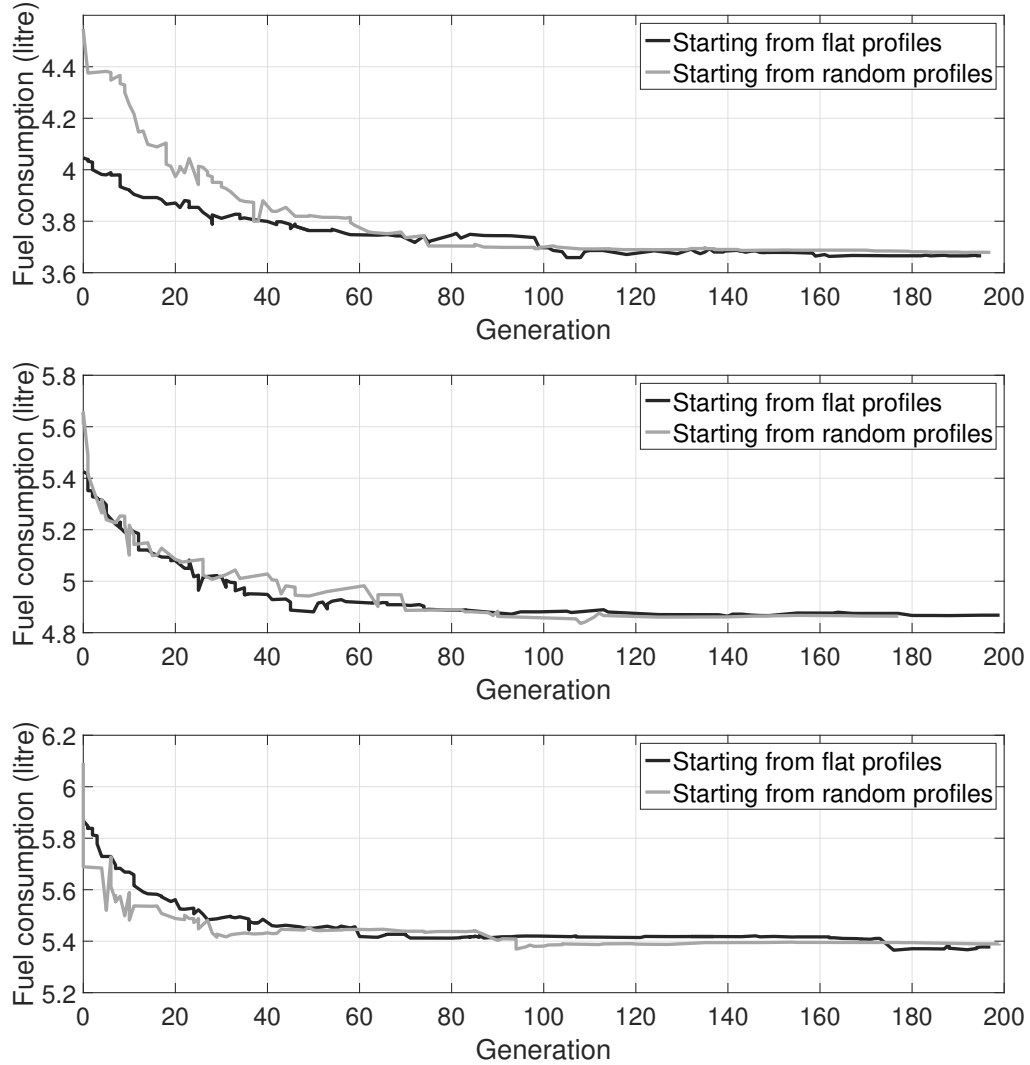 Fuel consumption (litre)
4.4
4.2
4
3.8
3.6
Starting from flat profiles
Starting from random profiles
0 20 40 60 80 100 120 140 160 180 200
Generation
Fuel consumption (litre)
5.8
5.6
5.4
5.2
5
4.8
Starting from flat profiles
Starting from random profiles
0 20 40 60 80 100 120 140 160 180 200
Generation
Fuel consumption (litre)
6.2
6
5.8
5.6
5.4
5.2
Starting from flat profiles
Starting from random profiles
0 20 40 60 80 100 120 140 160 180 200
Generation